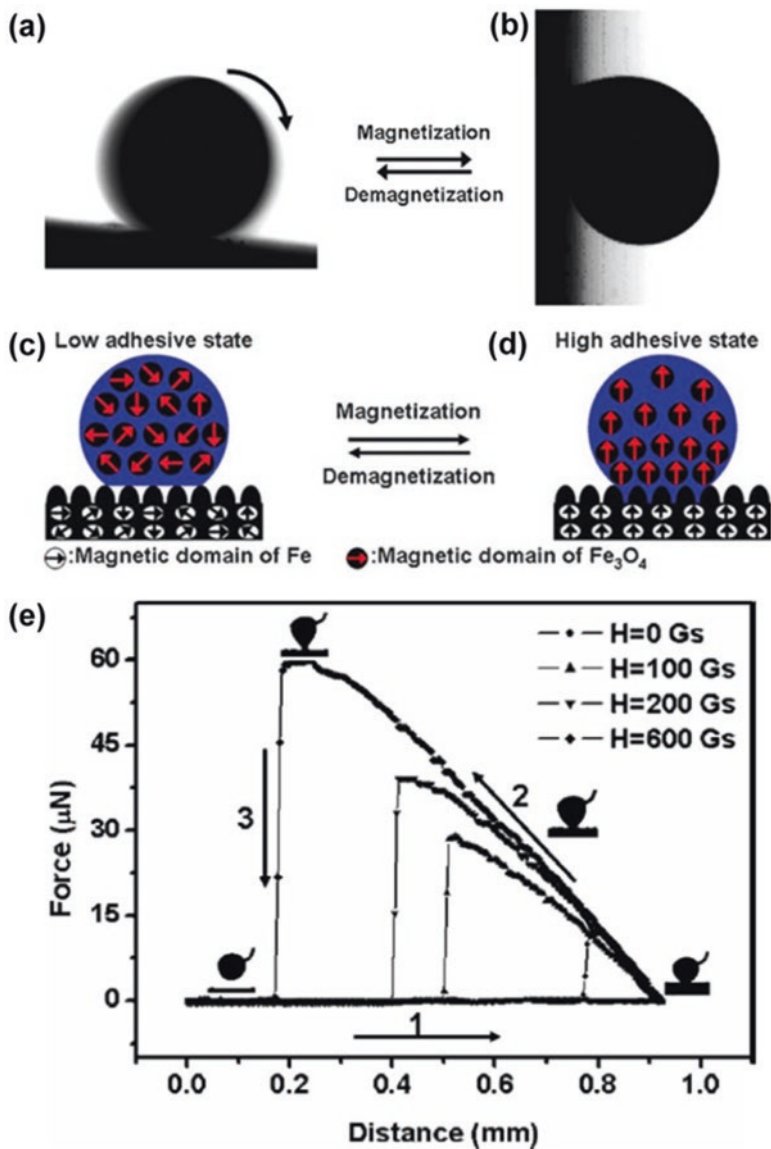 (a)
(b)
Magnetization
Demagnetization
(c)
Low adhesive state
(d)
High adhesive state
Magnetization
Demagnetization
:Magnetic domain of Fe
:Magnetic domain of Fe₃O₄
(e)
H=0 Gs
H=100 Gs
H=200 Gs
H=600 Gs
60
45
30
15
0
Force (μN)
3
2
1
0.0 0.2 0.4 0.6 0.8 1.0
Distance (mm)